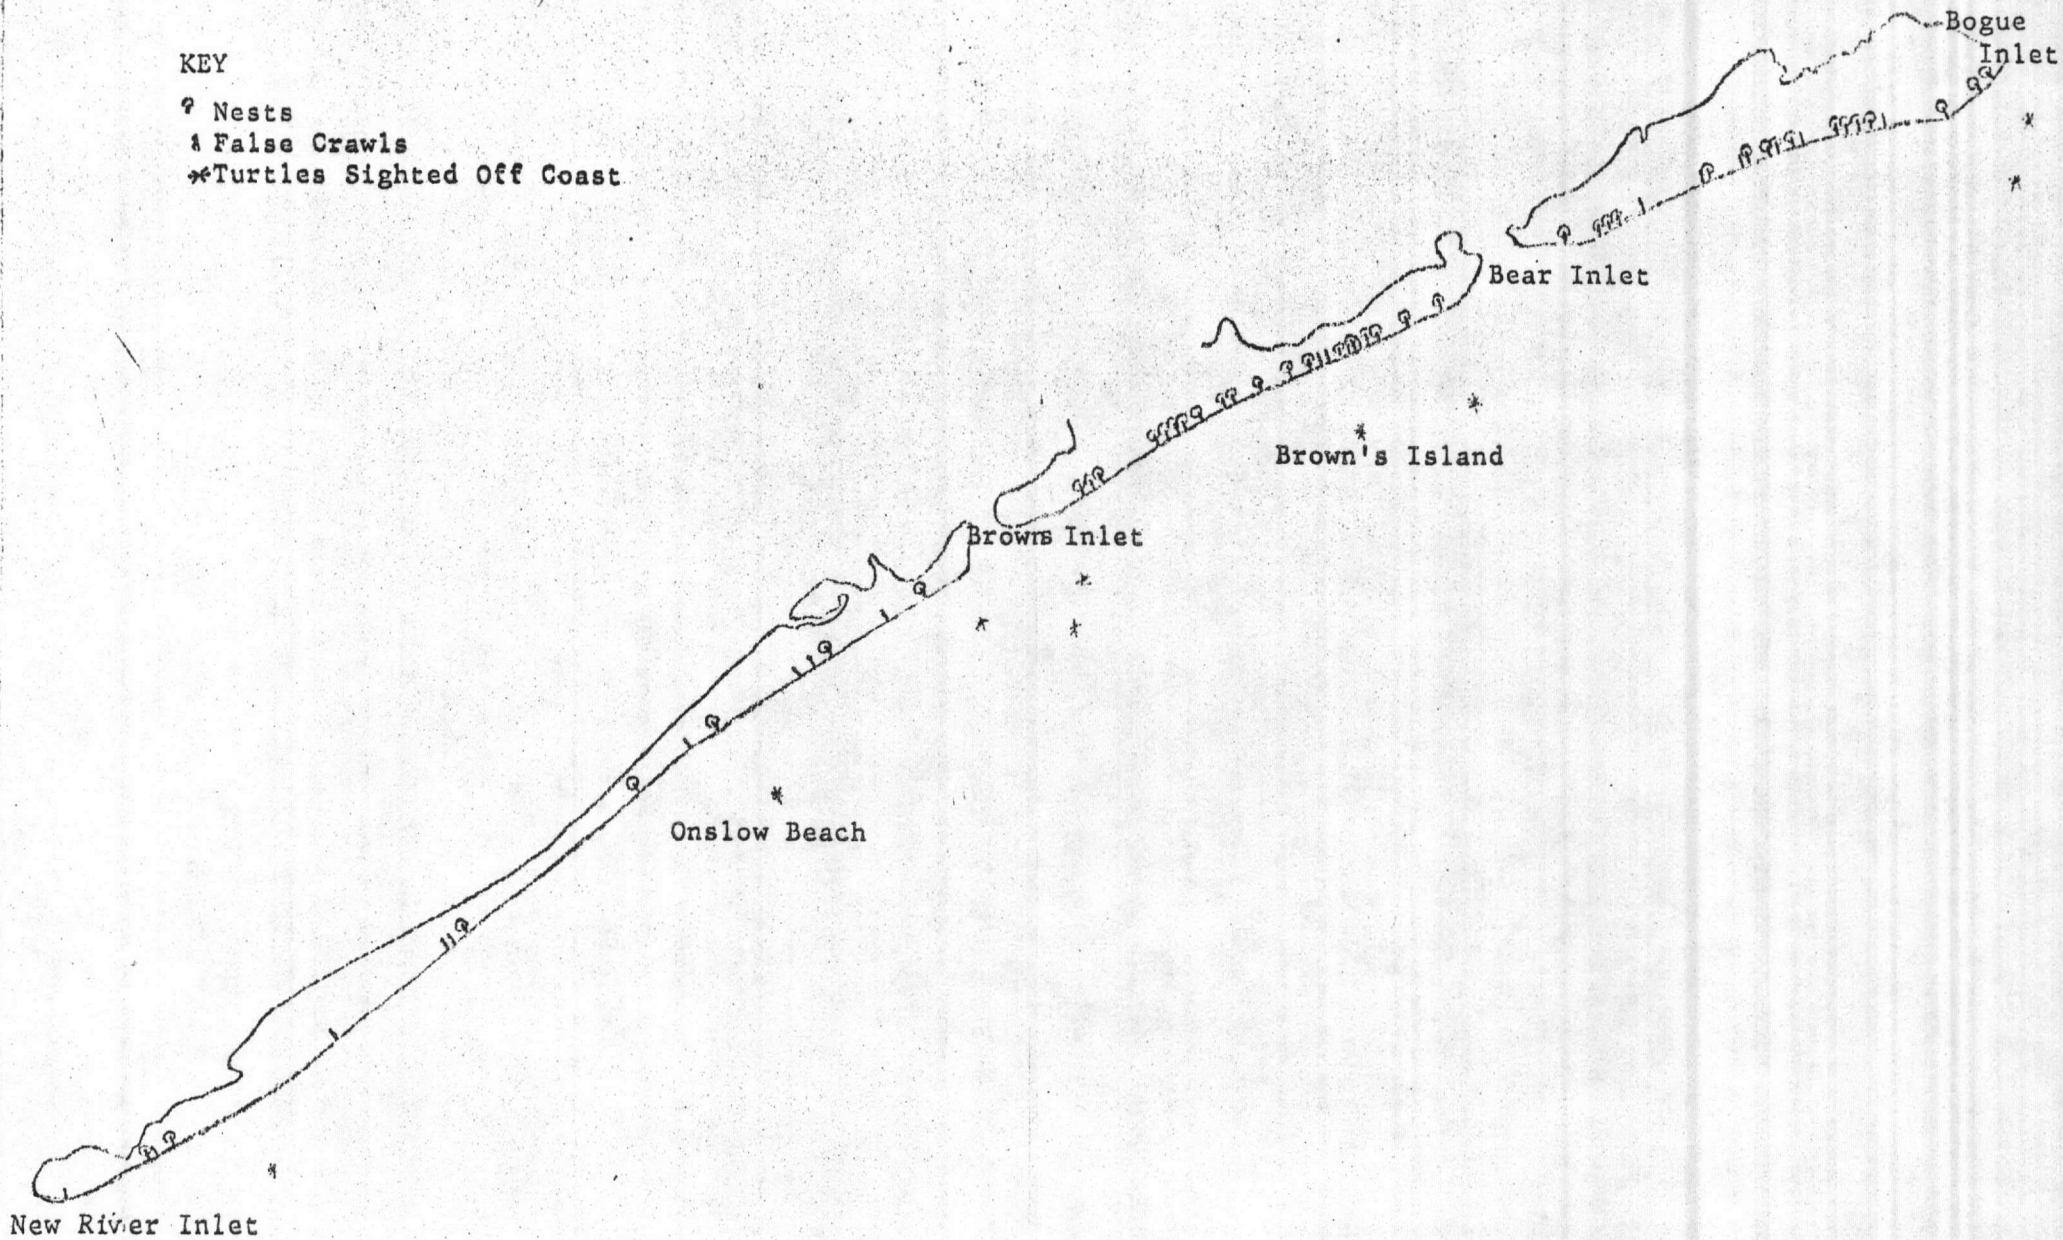 KEY
Nests
False Crawls
Turtles Sighted Off Coast
Bogue
Inlet
Bear Inlet
Brown's Island
Browns Inlet
Onslow Beach
New River Inlet